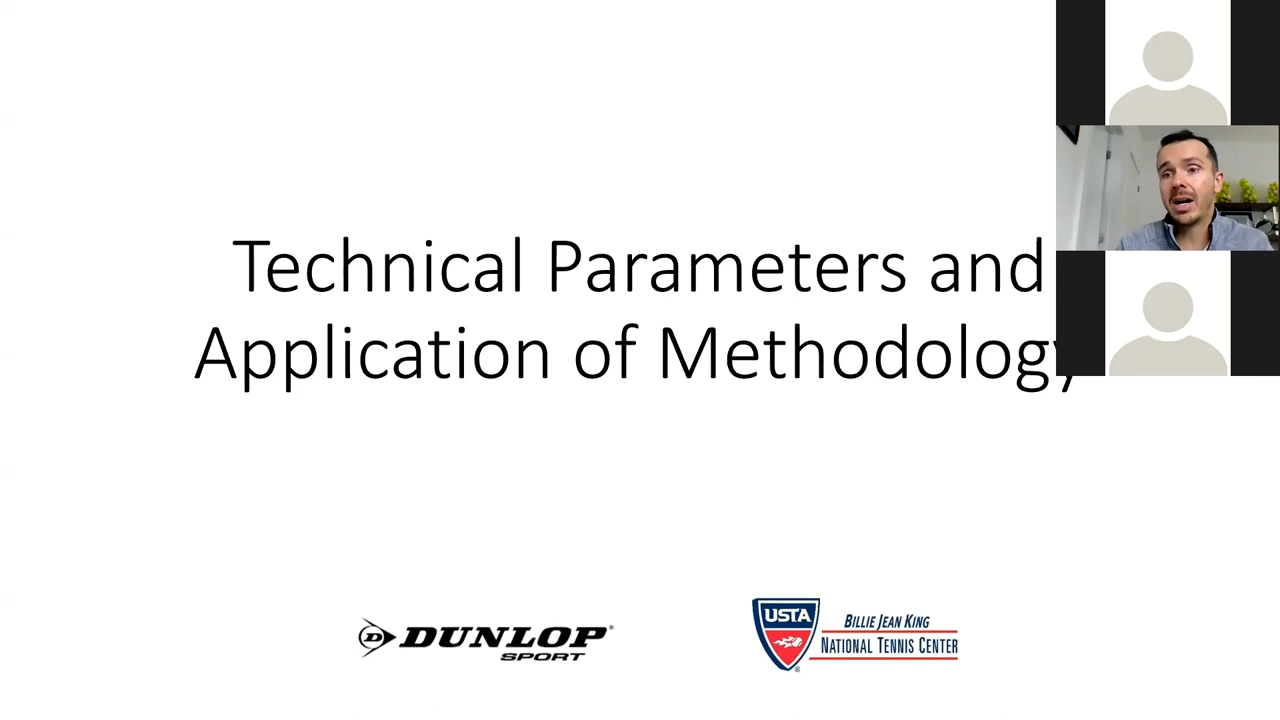 Technical Parameters and
Application of Methodology
DUNLOP
SPORT
USTA
BILLIE JEAN KING
NATIONAL TENNIS CENTER